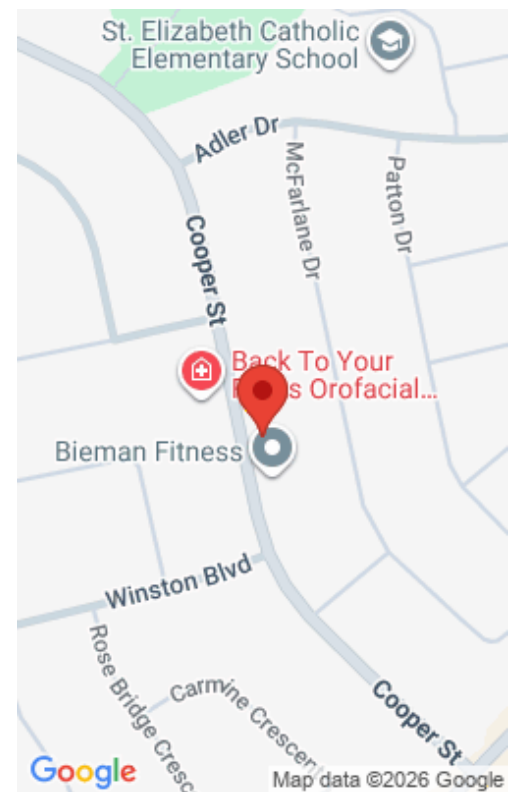 St. Elizabeth Catholic
Elementary School
Adler Dr
McFarlane Dr
Patton Dr
Cooper St
Back To Your
Orofacial...
Bieman Fitness
Winston Blvd
Rose Bridge Cresc
Carmine Crescent
Cooper St
Google
Map data ©2026 Google